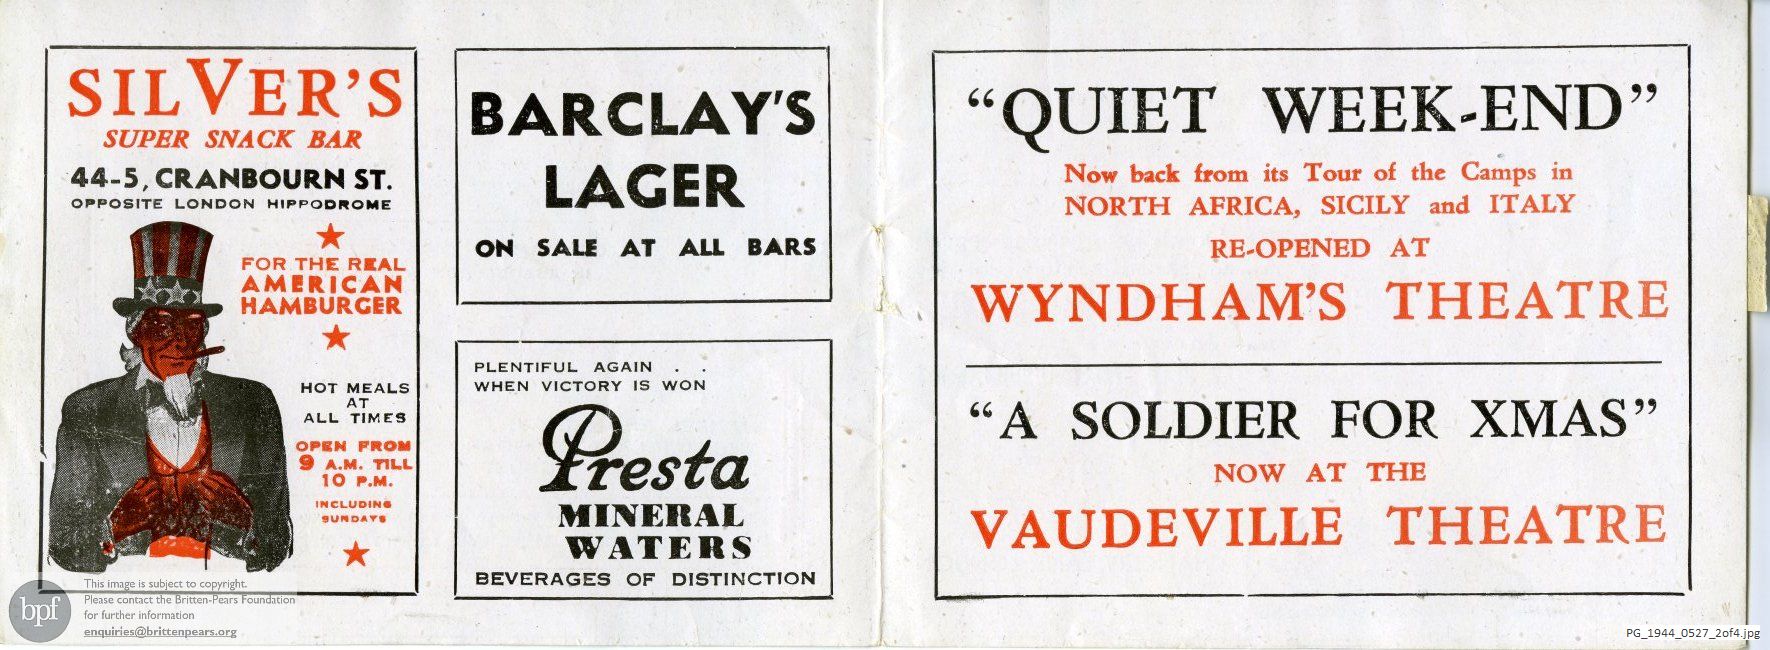 SILVER'S
SUPER SNACK BAR
44-5, CRANBOURN ST.
OPPOSITE LONDON HIPPODROME
FOR THE REAL
AMERICAN
HAMBURGER
HOT MEALS
AT
ALL TIMES
OPEN FROM
9 A.M. TILL
10 P.M.
INCLUDING
SUNDAYS
BARCLAY'S
LAGER
ON SALE AT ALL BARS
PLENTIFUL AGAIN . .
WHEN VICTORY IS WON
Presta
MINERAL
WATERS
BEVERAGES OF DISTINCTION
"QUIET WEEK-END"
Now back from its Tour of the Camps in
NORTH AFRICA, SICILY and ITALY
RE-OPENED AT
WYNDHAM'S THEATRE
"A SOLDIER FOR XMAS"
NOW AT THE
VAUDEVILLE THEATRE
bpf
This image is subject to copyright.
Please contact the Britten-Pears Foundation
for further information
enquiries@brittenpears.org
PG_1944_0527_2of4.jpg